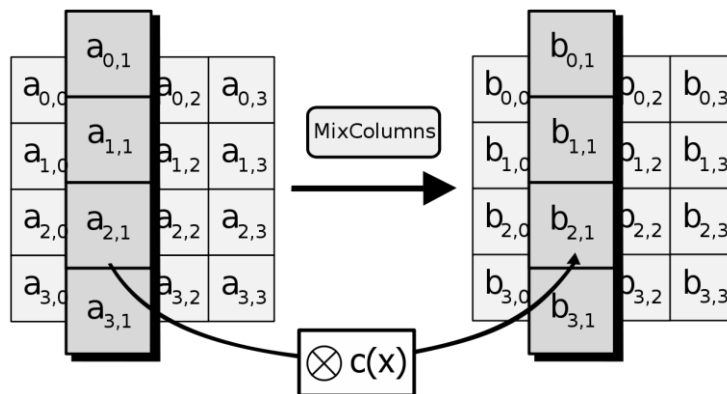 a0,1 b0,1
a0,0 a0,2 a0,3 b0,0 b0,2 b0,3
MixColumns
a1,0 a1,1 a1,2 a1,3 b1,0 b1,1 b1,2 b1,3
a2,0 a2,1 a2,2 a2,3 b2,0 b2,1 b2,2 b2,3
a3,0 a3,1 a3,2 a3,3 b3,0 b3,1 b3,2 b3,3
⊗ c(x)